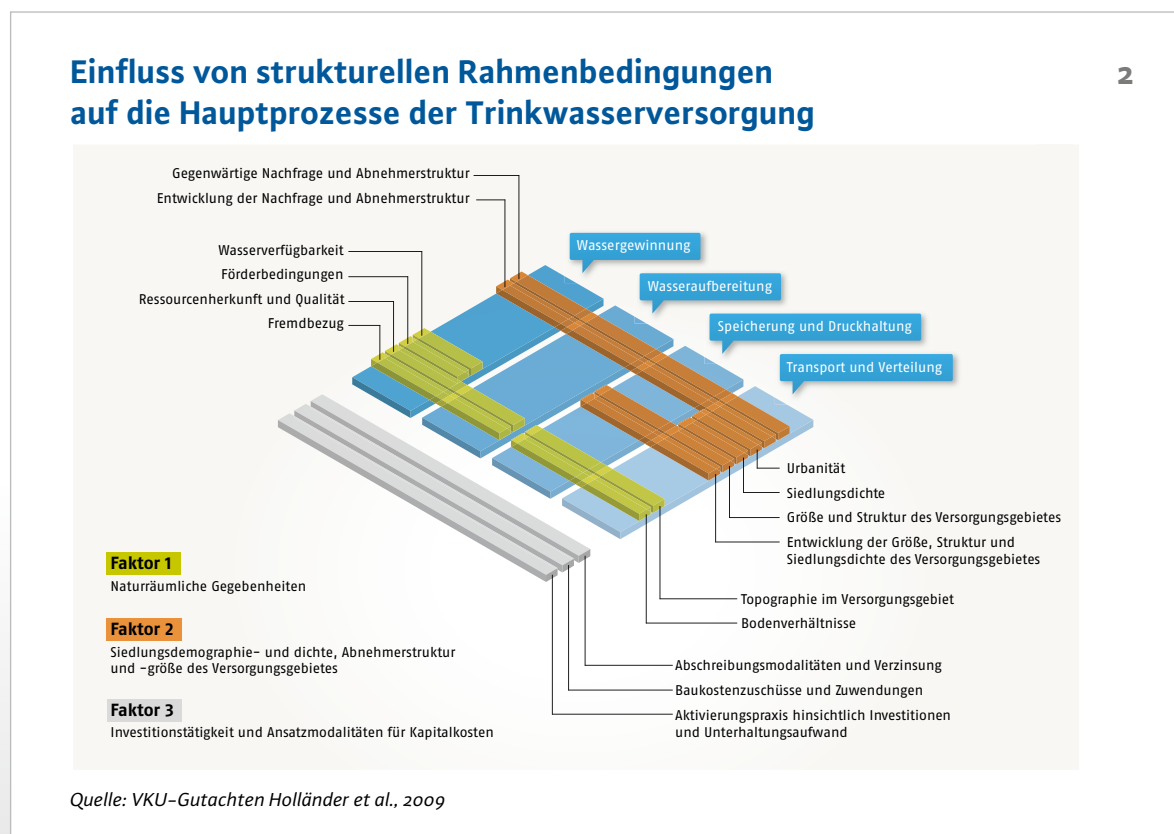 Einfluss von strukturellen Rahmenbedingungen
auf die Hauptprozesse der Trinkwasserversorgung
2
Gegenwärtige Nachfrage und Abnehmerstruktur
Entwicklung der Nachfrage und Abnehmerstruktur
Wasserverfügbarkeit
Förderbedingungen
Ressourcenherkunft und Qualität
Fremdbezug
Wassergewinnung
Wasseraufbereitung
Speicherung und Druckhaltung
Transport und Verteilung
Urbanität
Siedlungsdichte
Größe und Struktur des Versorgungsgebietes
Entwicklung der Größe, Struktur und
Siedlungsdichte des Versorgungsgebietes
Topographie im Versorgungsgebiet
Bodenverhältnisse
Abschreibungsmodalitäten und Verzinsung
Baukostenzuschüsse und Zuwendungen
Aktivierungspraxis hinsichtlich Investitionen
und Unterhaltungsaufwand
Faktor 1
Naturräumliche Gegebenheiten
Faktor 2
Siedlungsdemographie- und dichte, Abnehmerstruktur
und -größe des Versorgungsgebietes
Faktor 3
Investitionstätigkeit und Ansatzmodalitäten für Kapitalkosten
Quelle: VKU-Gutachten Holländer et al., 2009